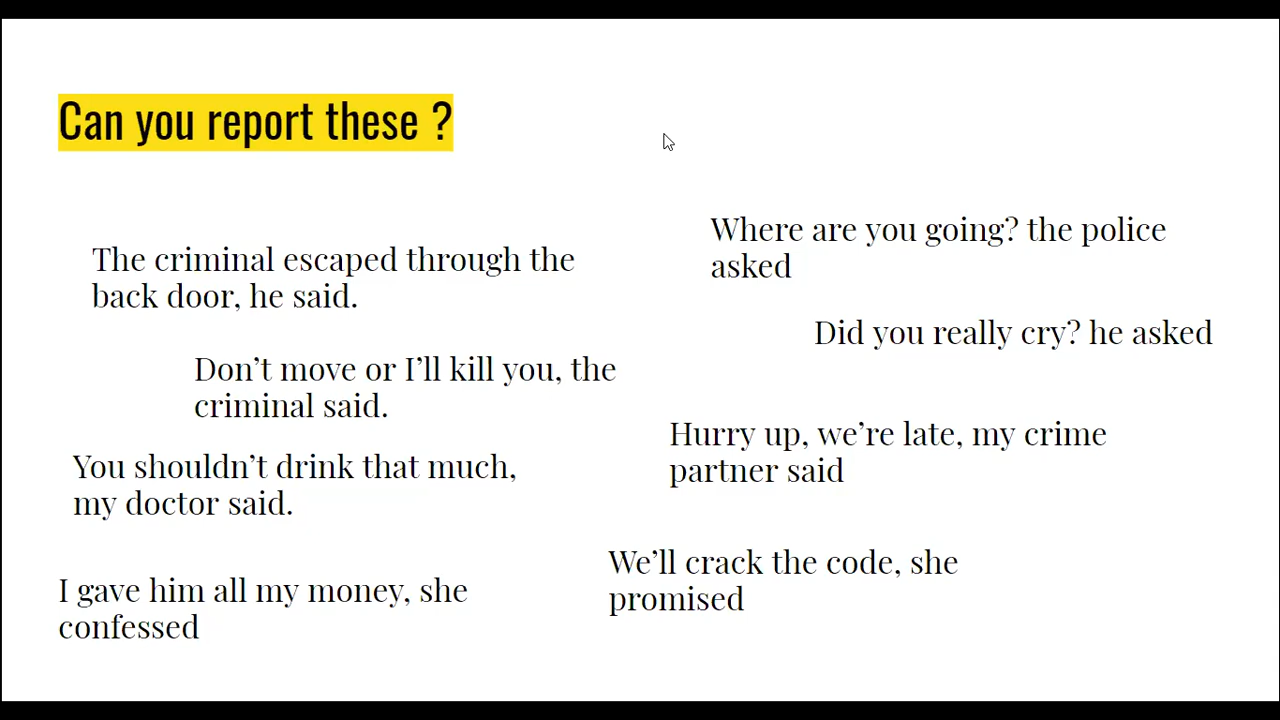 Can you report these ?
The criminal escaped through the
back door, he said.
Don’t move or I’ll kill you, the
criminal said.
You shouldn’t drink that much,
my doctor said.
I gave him all my money, she
confessed
Where are you going? the police
asked
Did you really cry? he asked
Hurry up, we’re late, my crime
partner said
We’ll crack the code, she
promised